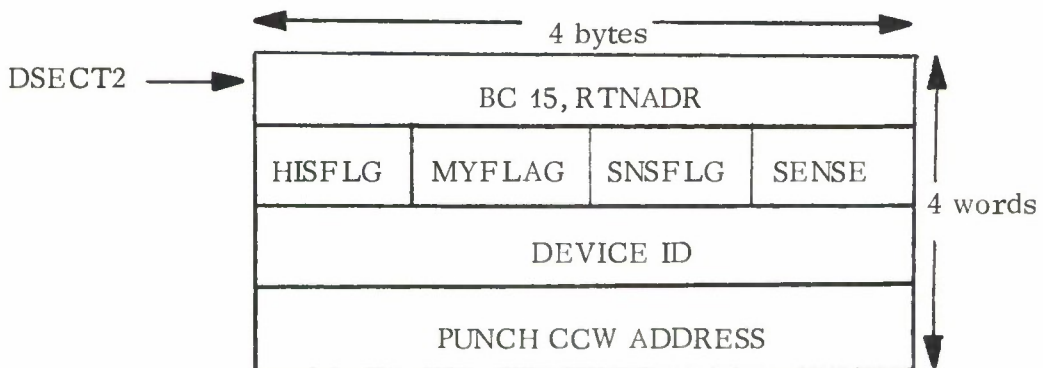 4 bytes
DSECT2
BC 15, RTNADR
HISFLG MYFLAG SNSFLG SENSE
4 words
DEVICE ID
PUNCH CCW ADDRESS